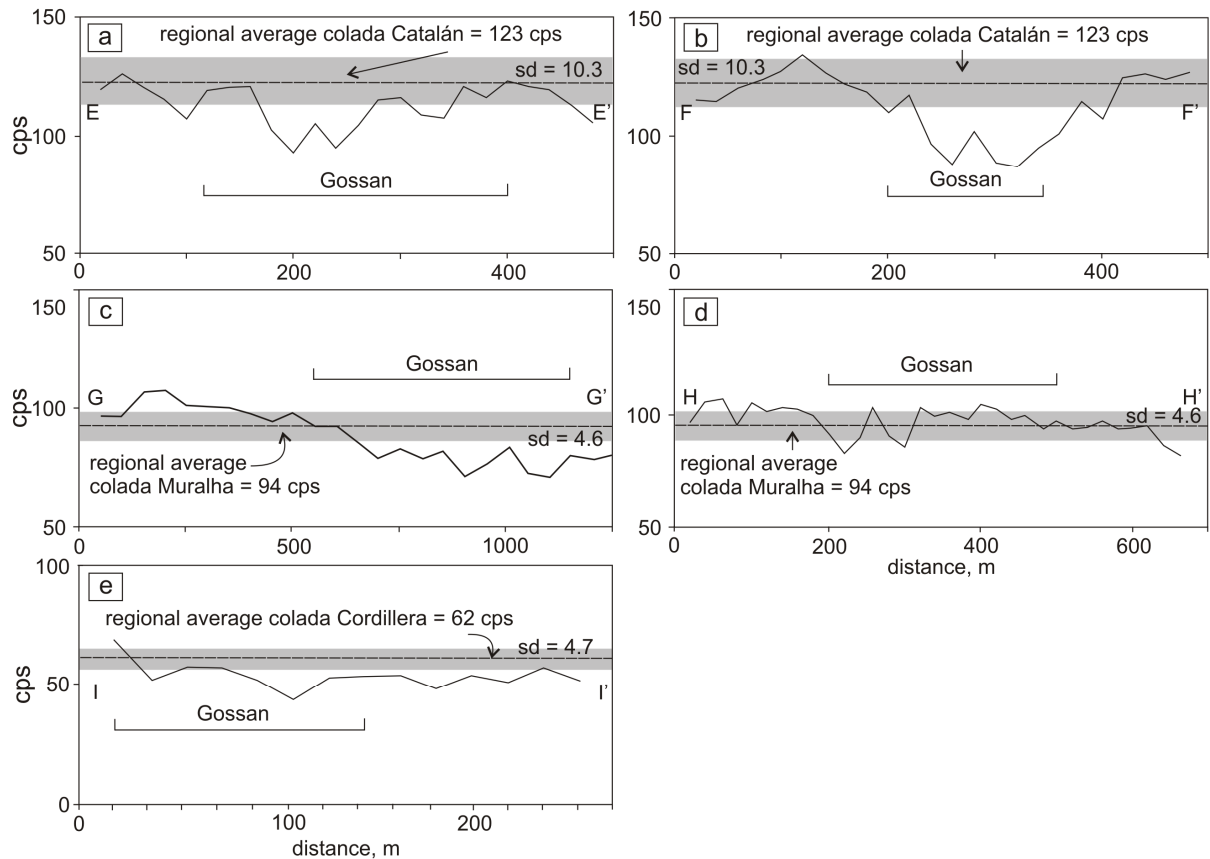 a
regional average colada Catalán = 123 cps
sd = 10.3
E
E’
Gossan
cps
150
100
50
0
200
400
b
regional average colada Catalán = 123 cps
sd = 10.3
F
F’
Gossan
150
100
50
0
200
400
c
Gossan
G
G’
sd = 4.6
regional average
colada Muralha = 94 cps
150
100
50
0
500
1000
d
Gossan
H
H’
sd = 4.6
regional average
colada Muralha = 94 cps
150
100
50
0
200
400
600
distance, m
e
regional average colada Cordillera = 62 cps
sd = 4.7
I
I’
Gossan
cps
100
50
0
0
100
200
distance, m